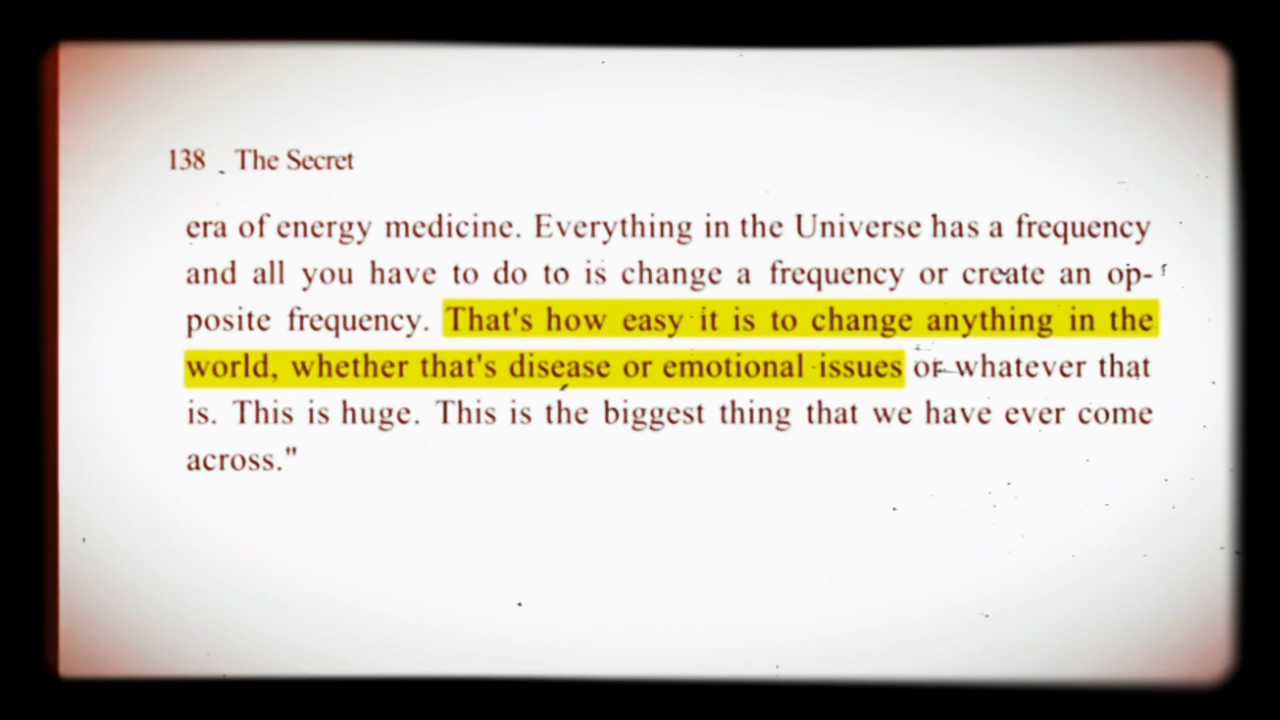 138 The Secret
era of energy medicine. Everything in the Universe has a frequency
and all you have to do to is change a frequency or create an op-
posite frequency. That's how easy it is to change anything in the
world, whether that's disease or emotional issues or whatever that
is. This is huge. This is the biggest thing that we have ever come
across."